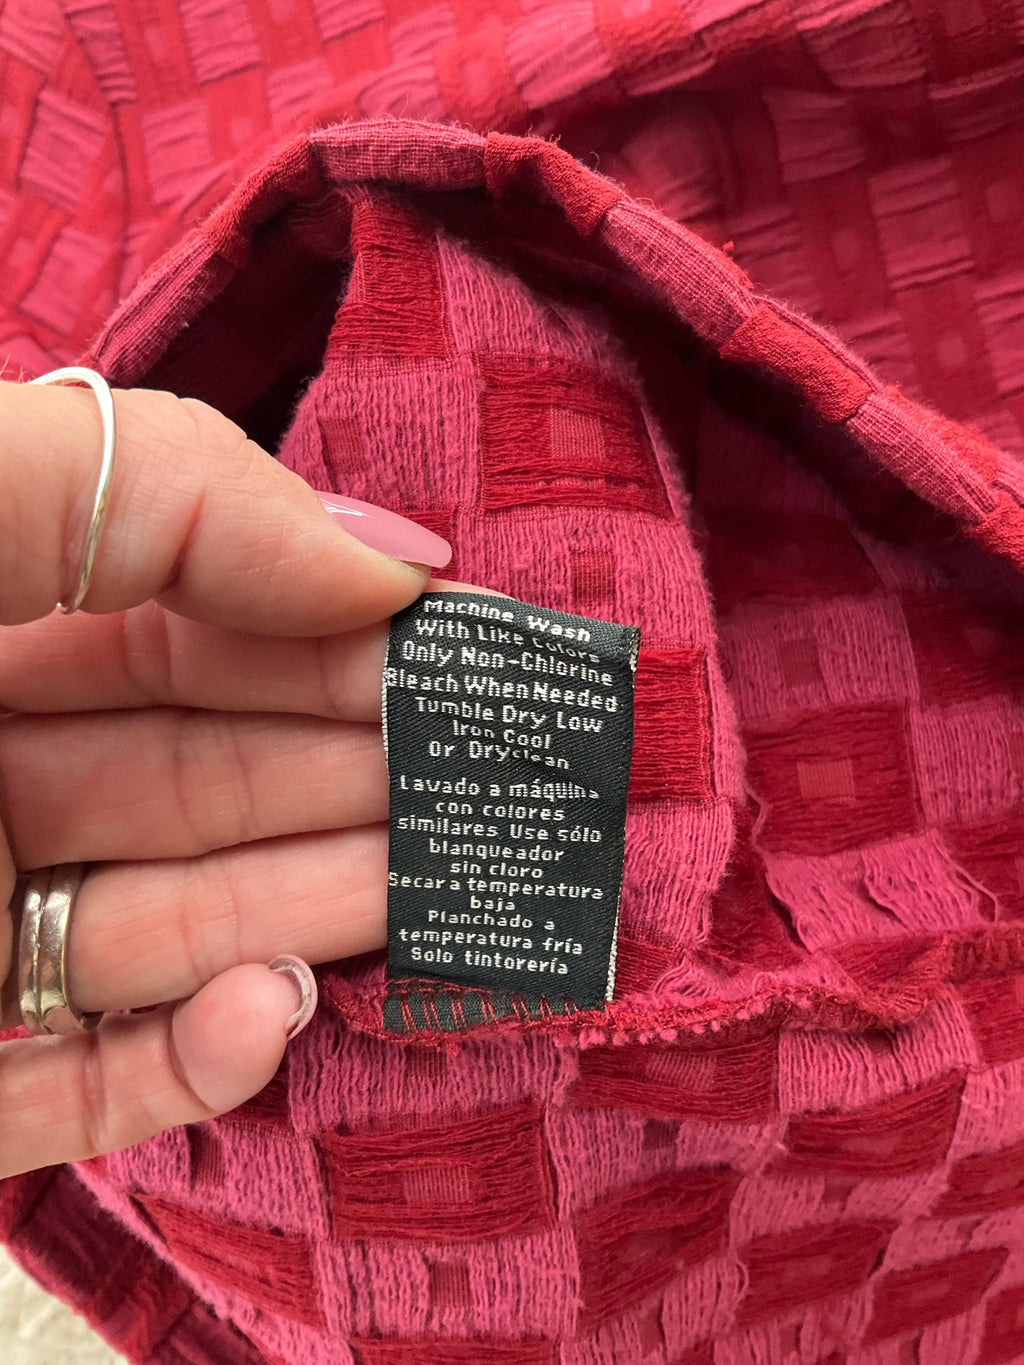 Machine Wash
With Like Colors
Only Non-Chlorine
Bleach When Needed
Tumble Dry Low
Iron Cool
Or Dryclean
Lavado a máquina
con colores
similares Use sólo
blanqueador
sin cloro
Secar a temperatura
baja
Planchado a
temperatura fría
Solo tintorería